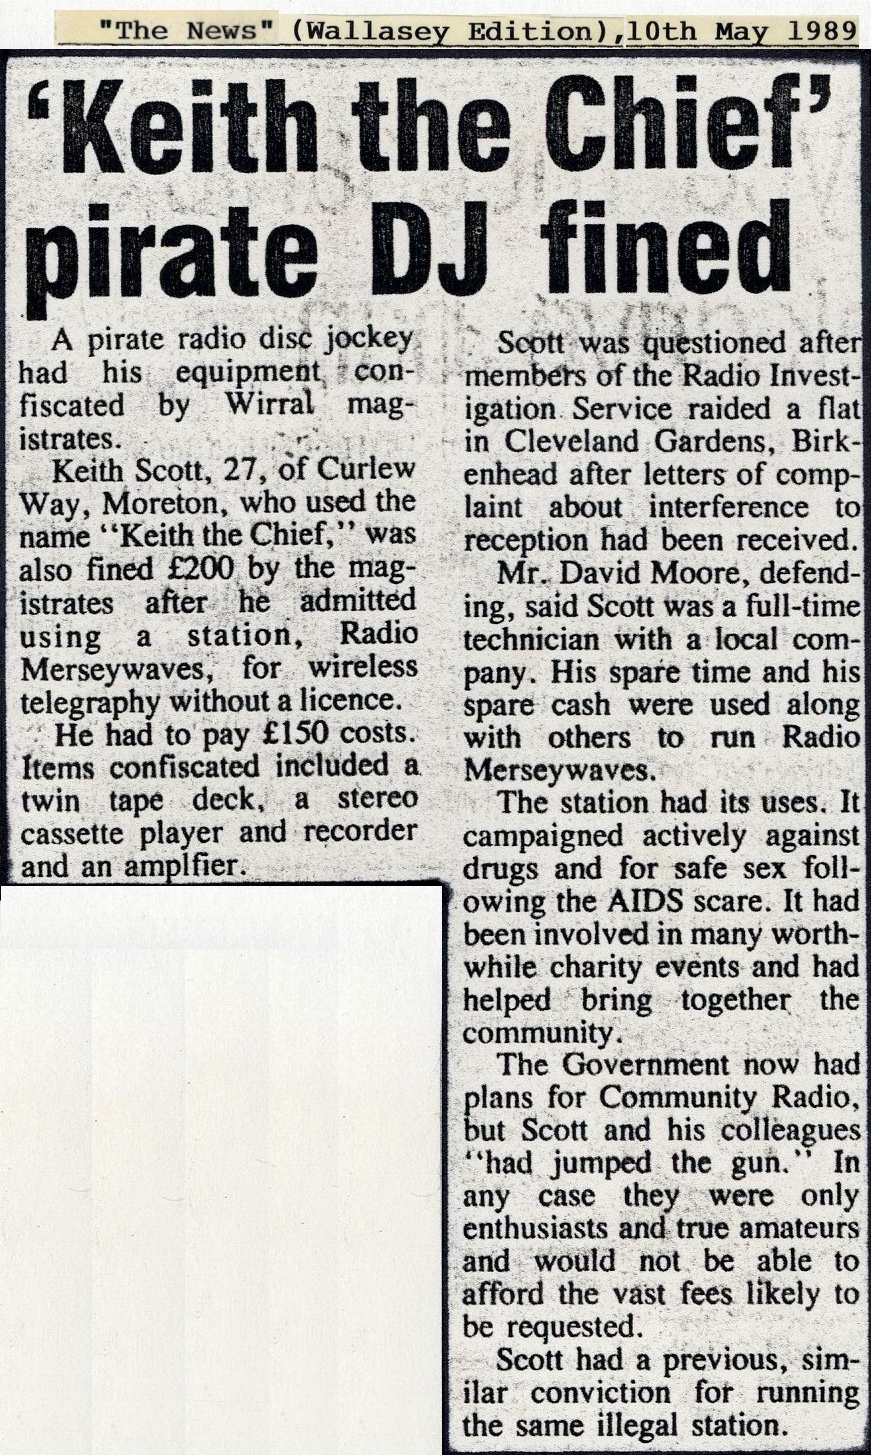 "The News" (Wallasey Edition), 10th May 1989
‘Keith the Chief’
pirate DJ fined
A pirate radio disc jockey
had his equipment con-
fiscated by Wirral mag-
istrates.
Keith Scott, 27, of Curlew
Way, Moreton, who used the
name “Keith the Chief,” was
also fined £200 by the mag-
istrates after he admitted
using a station, Radio
Merseywaves, for wireless
telegraphy without a licence.
He had to pay £150 costs.
Items confiscated included a
twin tape deck, a stereo
cassette player and recorder
and an amplfier.
Scott was questioned after
members of the Radio Invest-
igation Service raided a flat
in Cleveland Gardens, Birk-
enhead after letters of comp-
laint about interference to
reception had been received.
Mr. David Moore, defend-
ing, said Scott was a full-time
technician with a local com-
pany. His spare time and his
spare cash were used along
with others to run Radio
Merseywaves.
The station had its uses. It
campaigned actively against
drugs and for safe sex foll-
owing the AIDS scare. It had
been involved in many worth-
while charity events and had
helped bring together the
community.
The Government now had
plans for Community Radio,
but Scott and his colleagues
“had jumped the gun.” In
any case they were only
enthusiasts and true amateurs
and would not be able to
afford the vast fees likely to
be requested.
Scott had a previous, sim-
ilar conviction for running
the same illegal station.